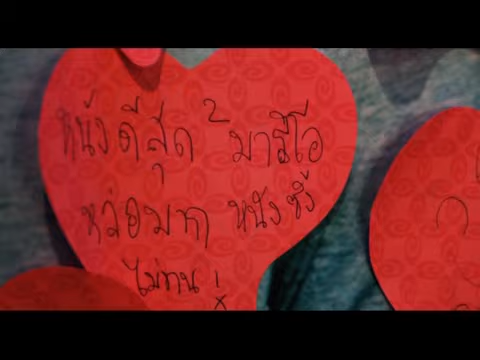 หนังดีสุด² มารีโอ
หล่อมาก หนังซึ้
ไม่ทน!